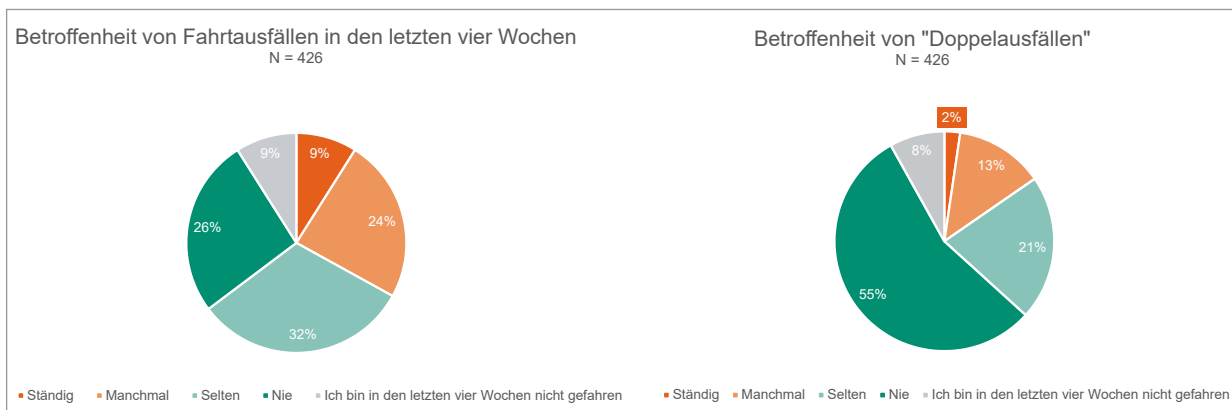 Betroffenheit von Fahrtausfällen in den letzten vier Wochen
N = 426
9%
9%
24%
26%
32%
Ständig
Manchmal
Selten
Nie
Ich bin in den letzten vier Wochen nicht gefahren
Betroffenheit von "Doppelausfällen"
N = 426
2%
8%
13%
21%
55%
Ständig
Manchmal
Selten
Nie
Ich bin in den letzten vier Wochen nicht gefahren